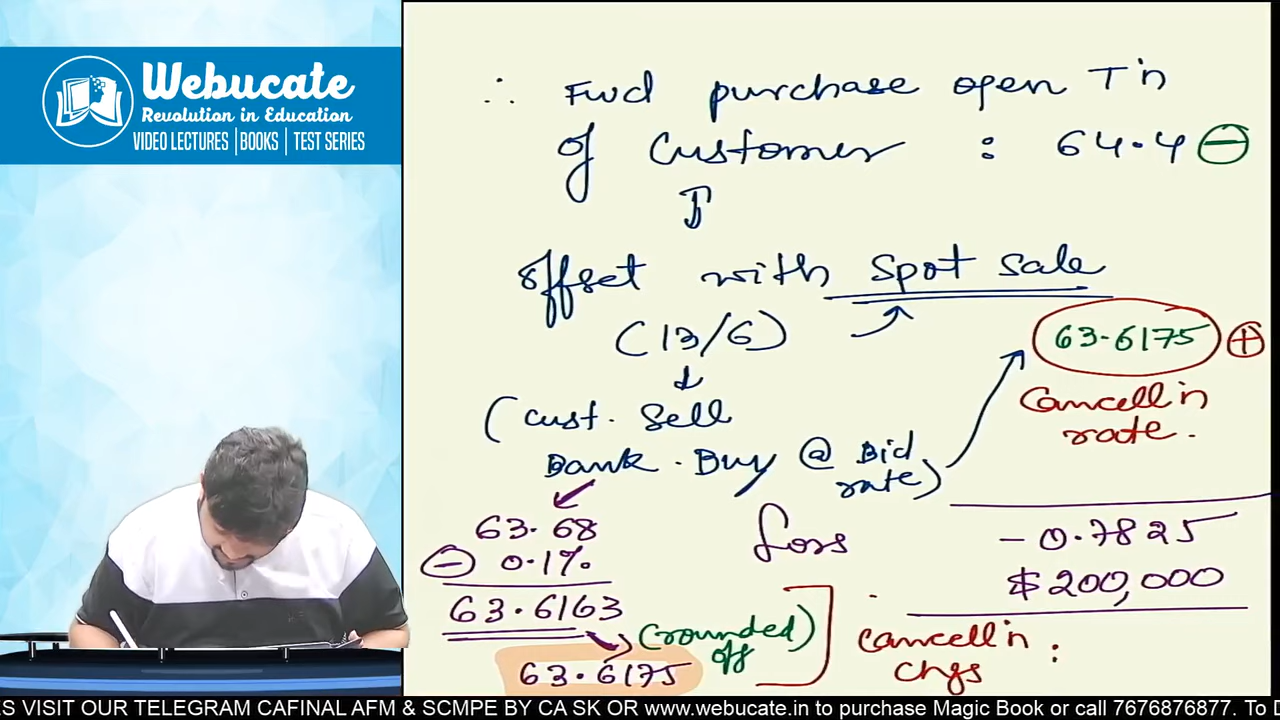 Webucate
Revolution in Education
VIDEO LECTURES | BOOKS | TEST SERIES
∴ Fwd purchase open T'n
of customer : 64.4 ⊖
offset with spot sale
(13/6)
63.6175 ⊕
Cancell'n
rate.
(cust. Sell
Bank. Buy @ Bid
rate)
63.68
⊖ 0.1%
63.6163
(rounded)
off
63.6175
loss
- 0.7825
$ 200,000
Cancell'n :
chgs
AS VISIT OUR TELEGRAM CAFINAL AFM & SCMPE BY CA SK OR www.webucate.in to purchase Magic Book or call 7676876877. To D